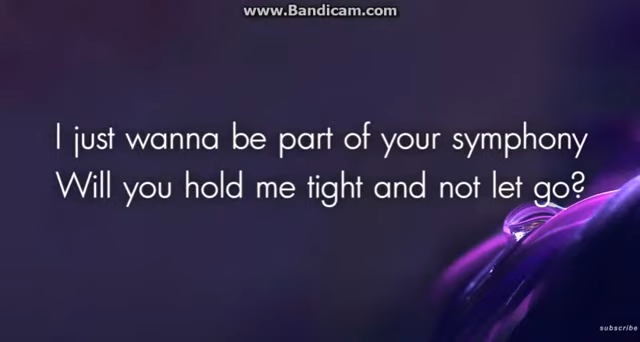 www.Bandicam.com
I just wanna be part of your symphony
Will you hold me tight and not let go?
subscribe